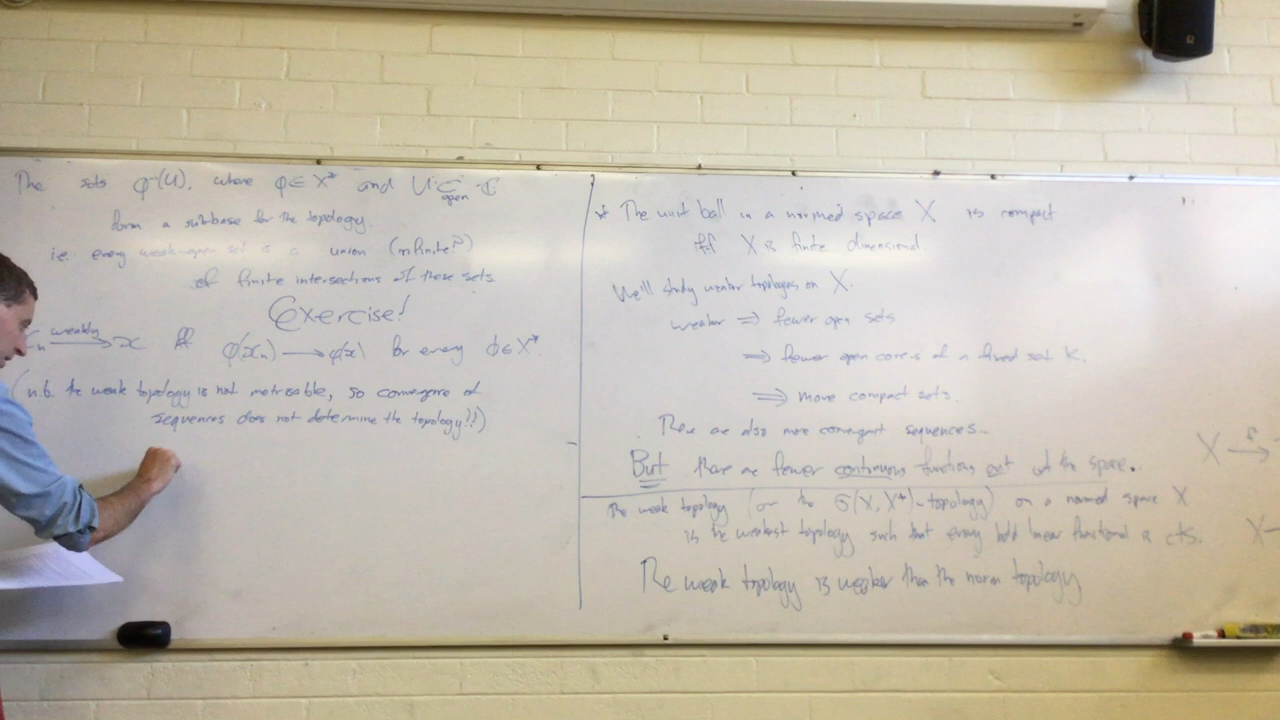 The sets φ⁻¹(U), where φ ∈ X* and U ⊂ ℂ
open
form a subbase for the topology.
i.e. every weak-open set is a union (infinite?)
of finite intersections of these sets
Exercise!
weakly
xₙ ⟶ x iff φ(xₙ) ⟶ φ(x) for every φ ∈ X*.
(n.b. the weak topology is not metrisable, so convergence of
sequences does not determine the topology!!)
* The unit ball in a normed space X is compact
iff X is finite dimensional.
We'll study weaker topologies on X.
weaker ⇒ fewer open sets
⇒ fewer open covers of a fixed set K.
⇒ more compact sets.
There are also more convergent sequences...
But there are fewer continuous functions out of the space.
X ⟶
The weak topology (or the σ(X, X*)-topology) on a normed space X
is the weakest topology such that every bdd linear functional is cts.
X
The weak topology is weaker than the norm topology